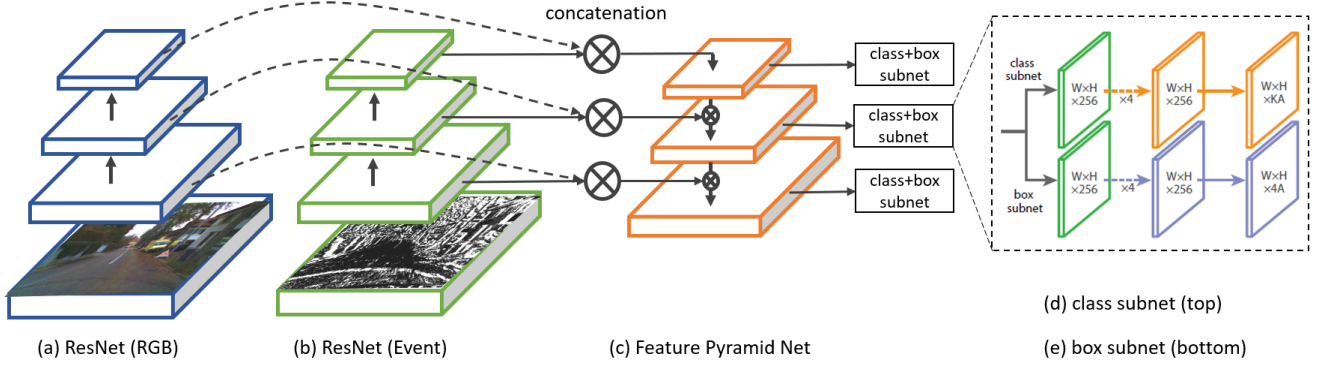 concatenation
class+box
subnet
class+box
subnet
class+box
subnet
class
subnet
W×H
×256
×4
W×H
×256
W×H
×KA
W×H
×256
×4
W×H
×256
W×H
×4A
box
subnet
(a) ResNet (RGB)
(b) ResNet (Event)
(c) Feature Pyramid Net
(d) class subnet (top)
(e) box subnet (bottom)